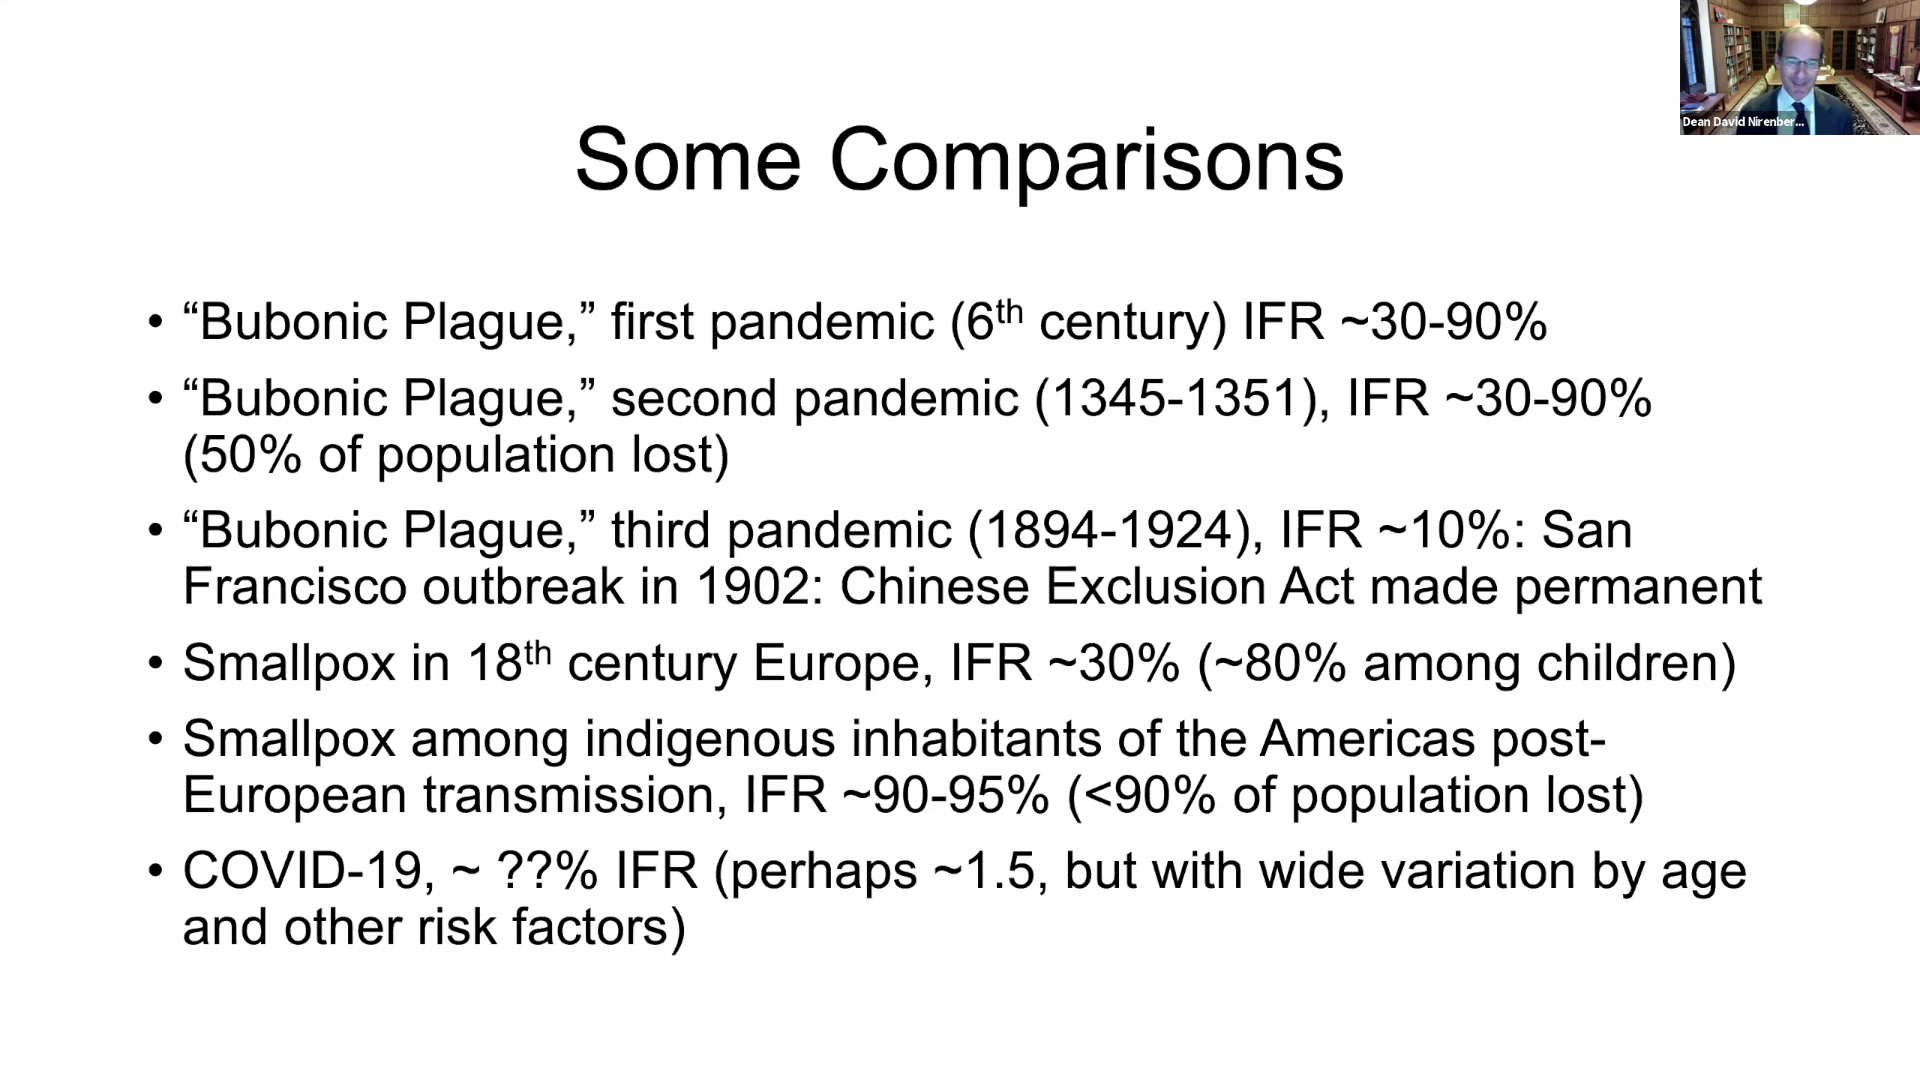 Dean David Nirenber...
Some Comparisons
• “Bubonic Plague,” first pandemic (6th century) IFR ~30-90%
• “Bubonic Plague,” second pandemic (1345-1351), IFR ~30-90%
(50% of population lost)
• “Bubonic Plague,” third pandemic (1894-1924), IFR ~10%: San
Francisco outbreak in 1902: Chinese Exclusion Act made permanent
• Smallpox in 18th century Europe, IFR ~30% (~80% among children)
• Smallpox among indigenous inhabitants of the Americas post-
European transmission, IFR ~90-95% (<90% of population lost)
• COVID-19, ~ ??% IFR (perhaps ~1.5, but with wide variation by age
and other risk factors)